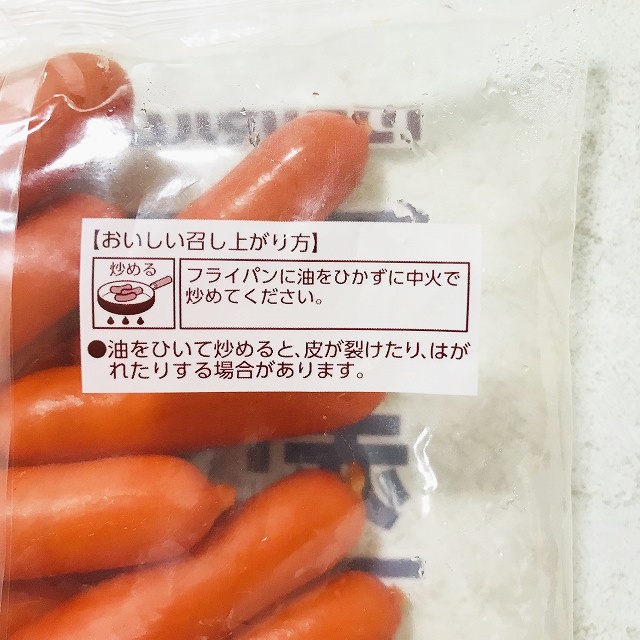 【おいしい召し上がり方】
炒める
フライパンに油をひかずに中火で
炒めてください。
●油をひいて炒めると、皮が裂けたり、はが
れたりする場合があります。